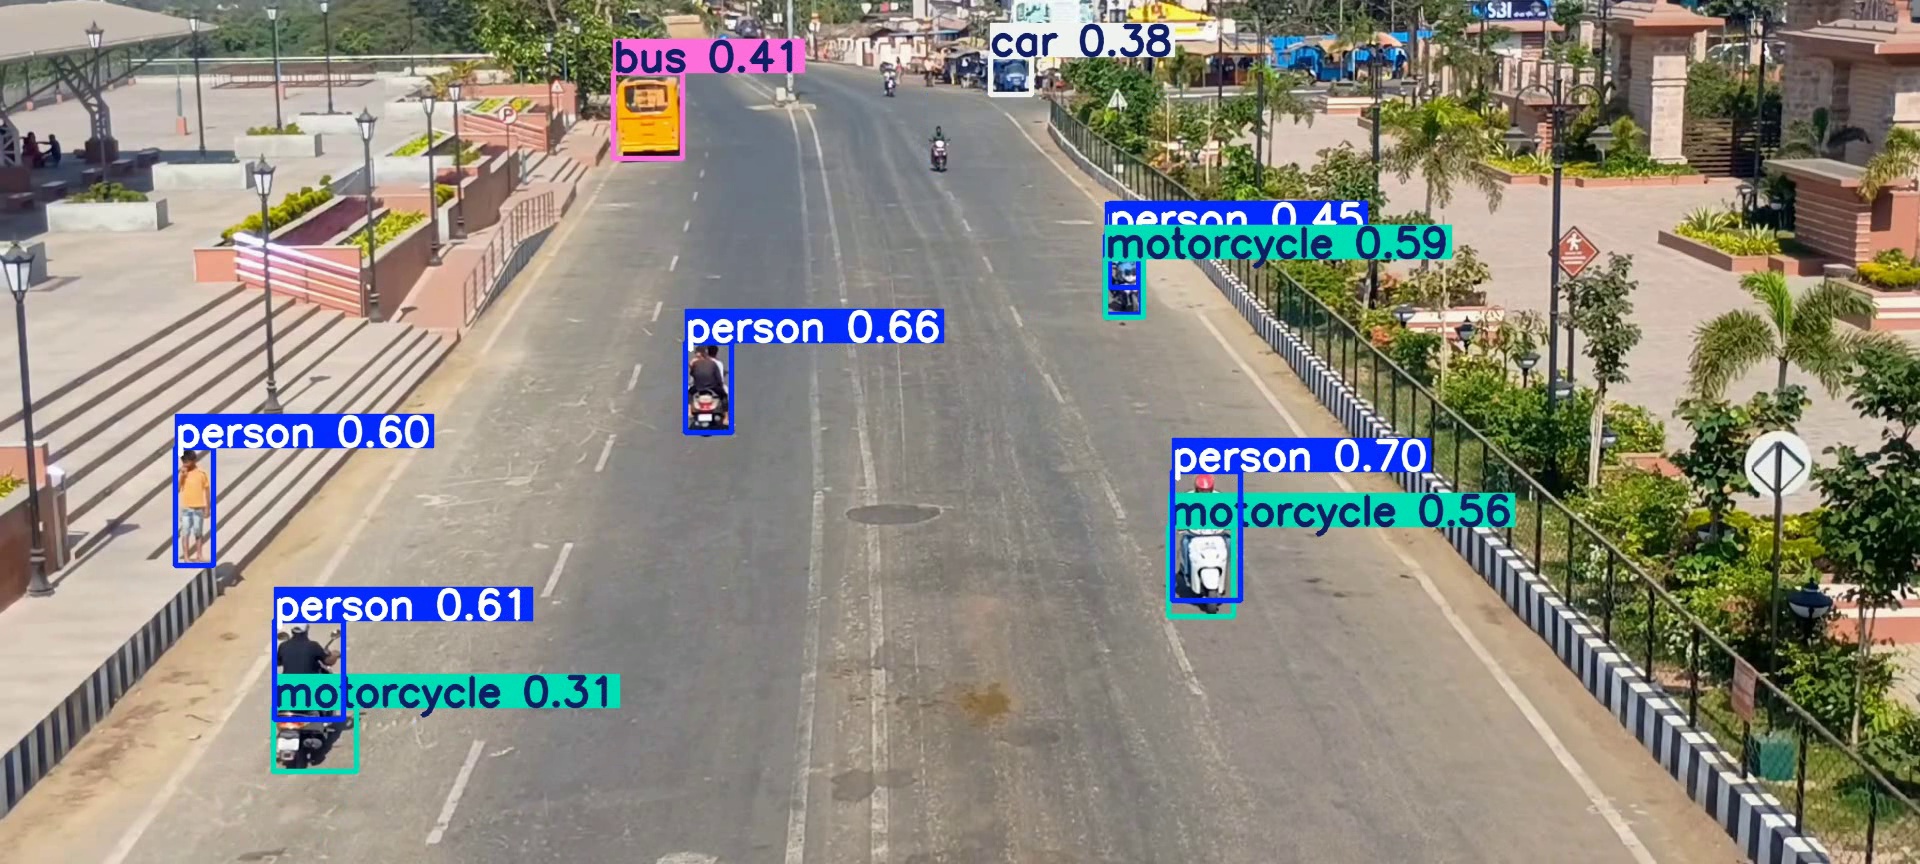 SBI
bus 0.41
car 0.38
person 0.45
motorcycle 0.59
person 0.66
person 0.60
person 0.70
motorcycle 0.56
person 0.61
motorcycle 0.31